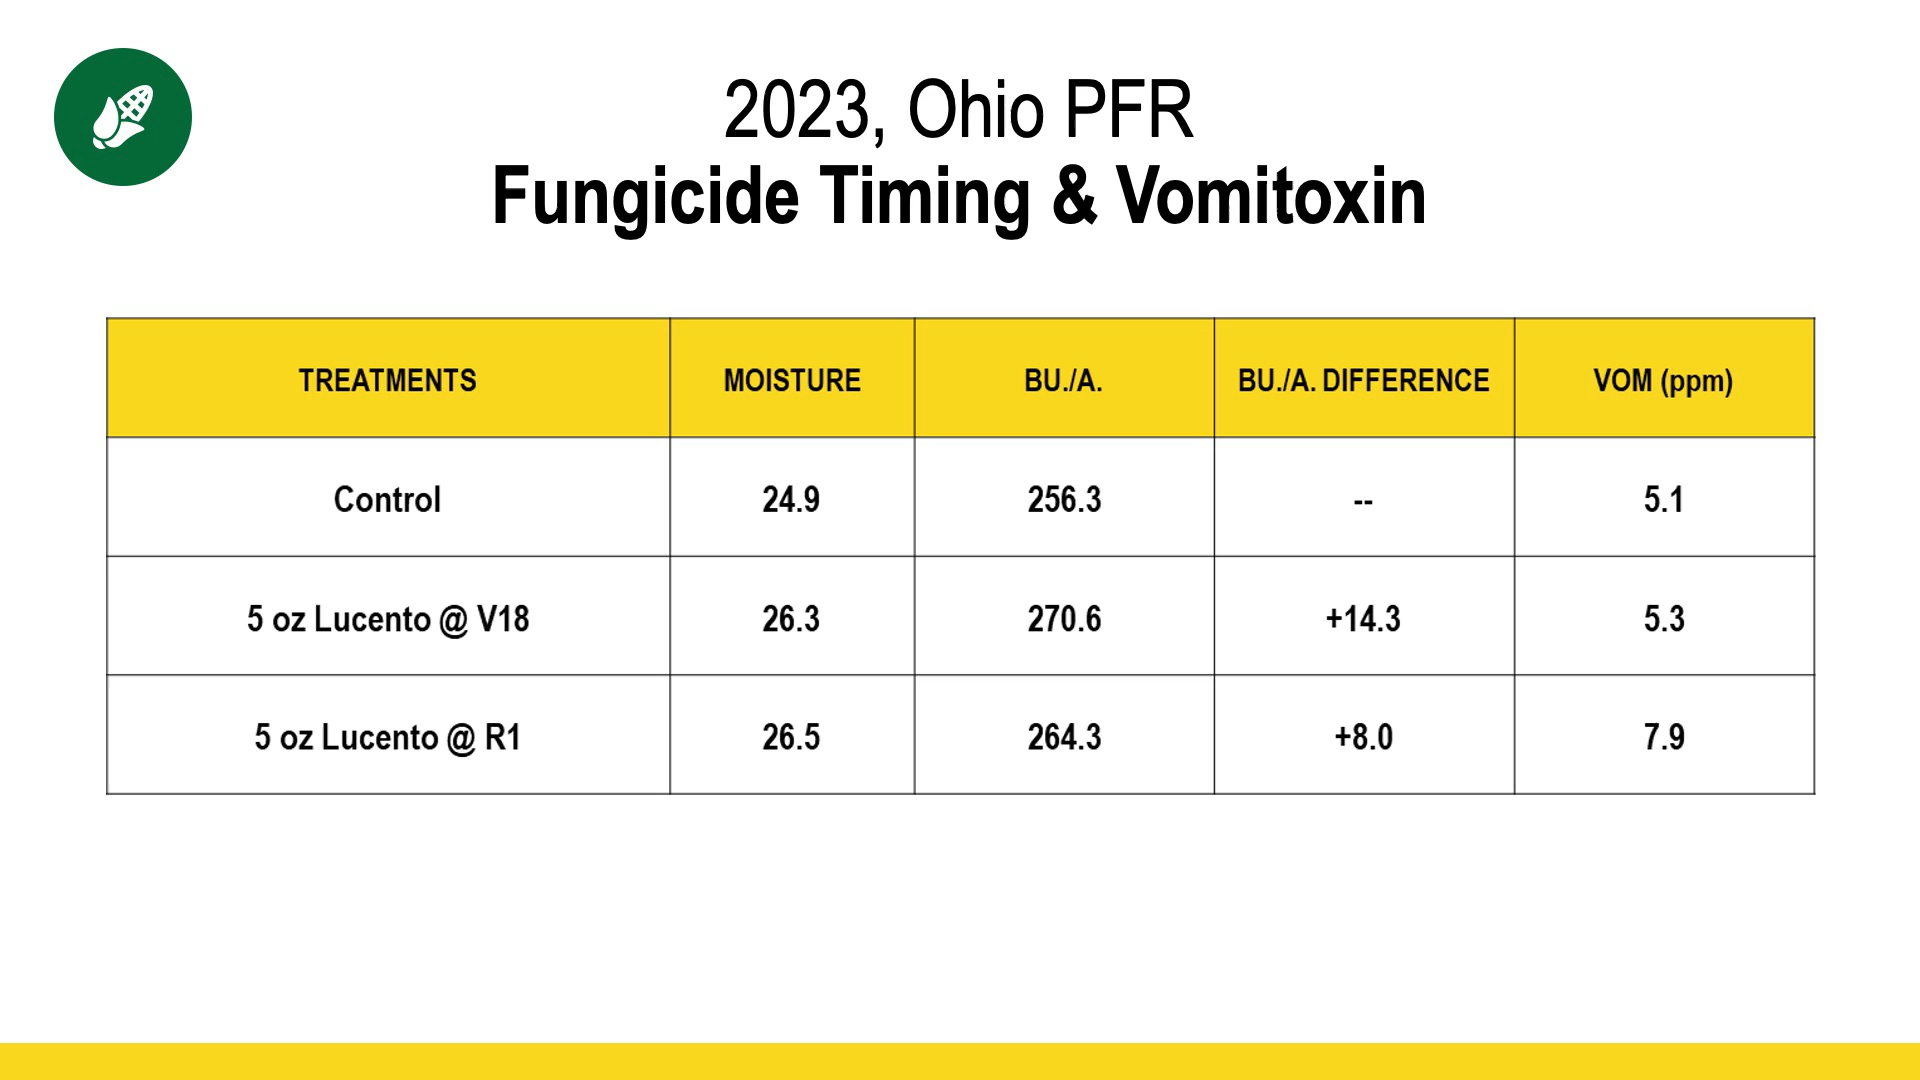 2023, Ohio PFR
Fungicide Timing & Vomitoxin
TREATMENTS MOISTURE BU./A. BU./A. DIFFERENCE VOM (ppm)
Control 24.9 256.3 -- 5.1
5 oz Lucento @ V18 26.3 270.6 +14.3 5.3
5 oz Lucento @ R1 26.5 264.3 +8.0 7.9